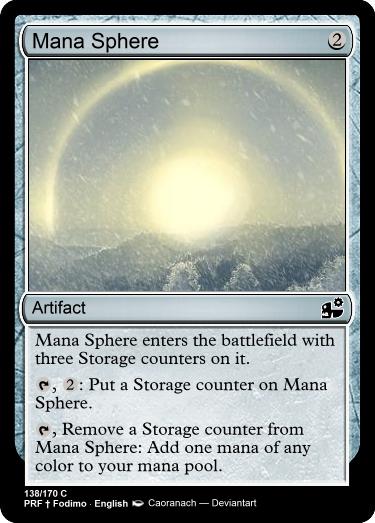 Mana Sphere 2
Artifact
Mana Sphere enters the battlefield with
three Storage counters on it.
, 2: Put a Storage counter on Mana
Sphere.
, Remove a Storage counter from
Mana Sphere: Add one mana of any
color to your mana pool.
138/170 C
PRF † Fodimo · English Caoranach — Deviantart